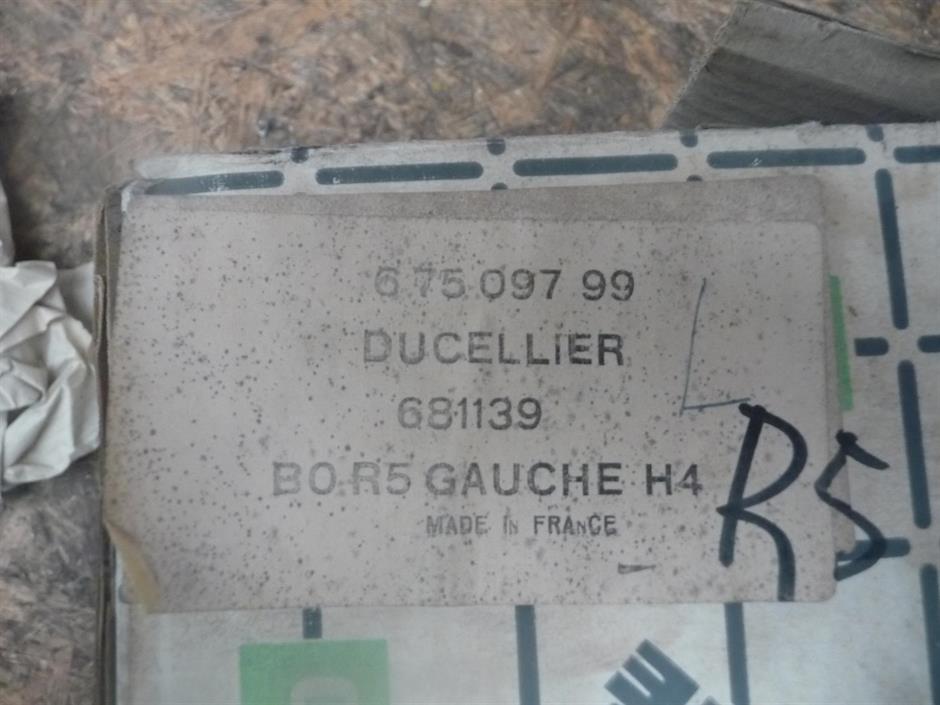 6 75 097 99
DUCELLIER
681139
BO.R5 GAUCHE H4
MADE IN FRANCE
L
R5